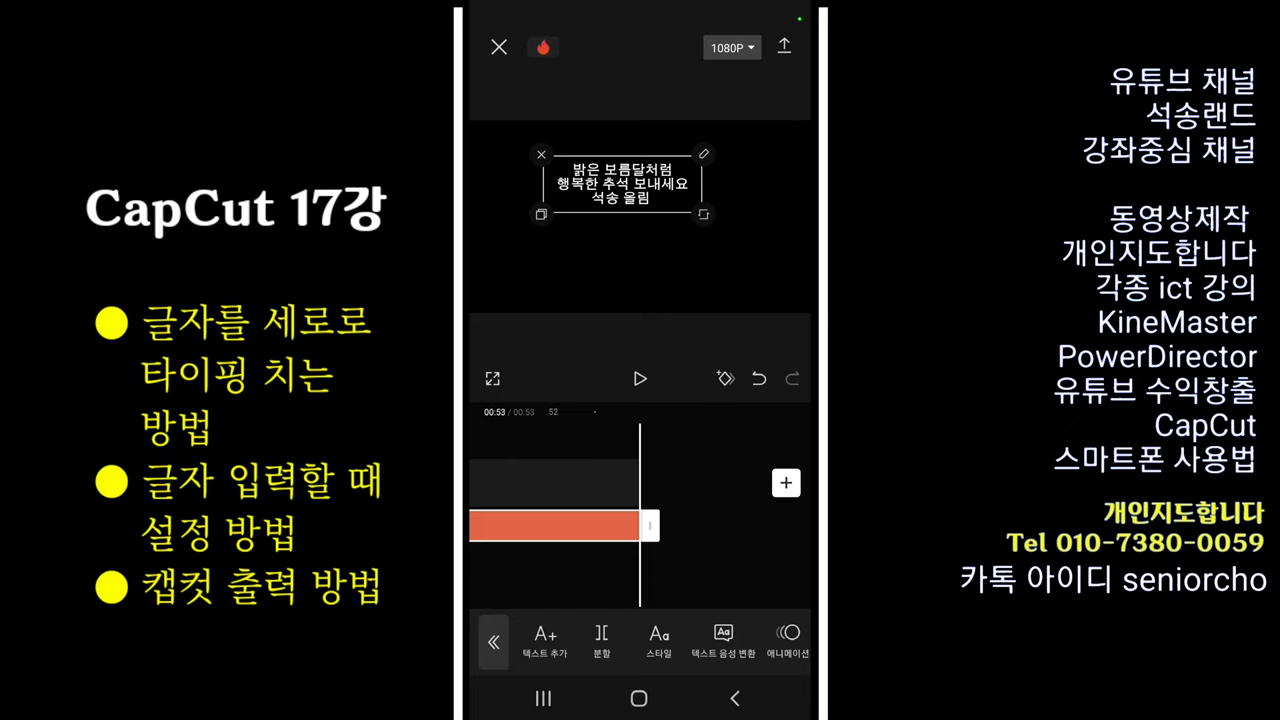 CapCut 17강
● 글자를 세로로
타이핑 치는
방법
● 글자 입력할 때
설정 방법
● 캡컷 출력 방법
1080P
밝은 보름달처럼
행복한 추석 보내세요
석송 올림
00:53 / 00:53
52
텍스트 추가
분할
스타일
텍스트 음성 변환
애니메이션
유튜브 채널
석송랜드
강좌중심 채널
동영상제작
개인지도합니다
각종 ict 강의
KineMaster
PowerDirector
유튜브 수익창출
CapCut
스마트폰 사용법
개인지도합니다
Tel 010-7380-0059
카톡 아이디 seniorcho